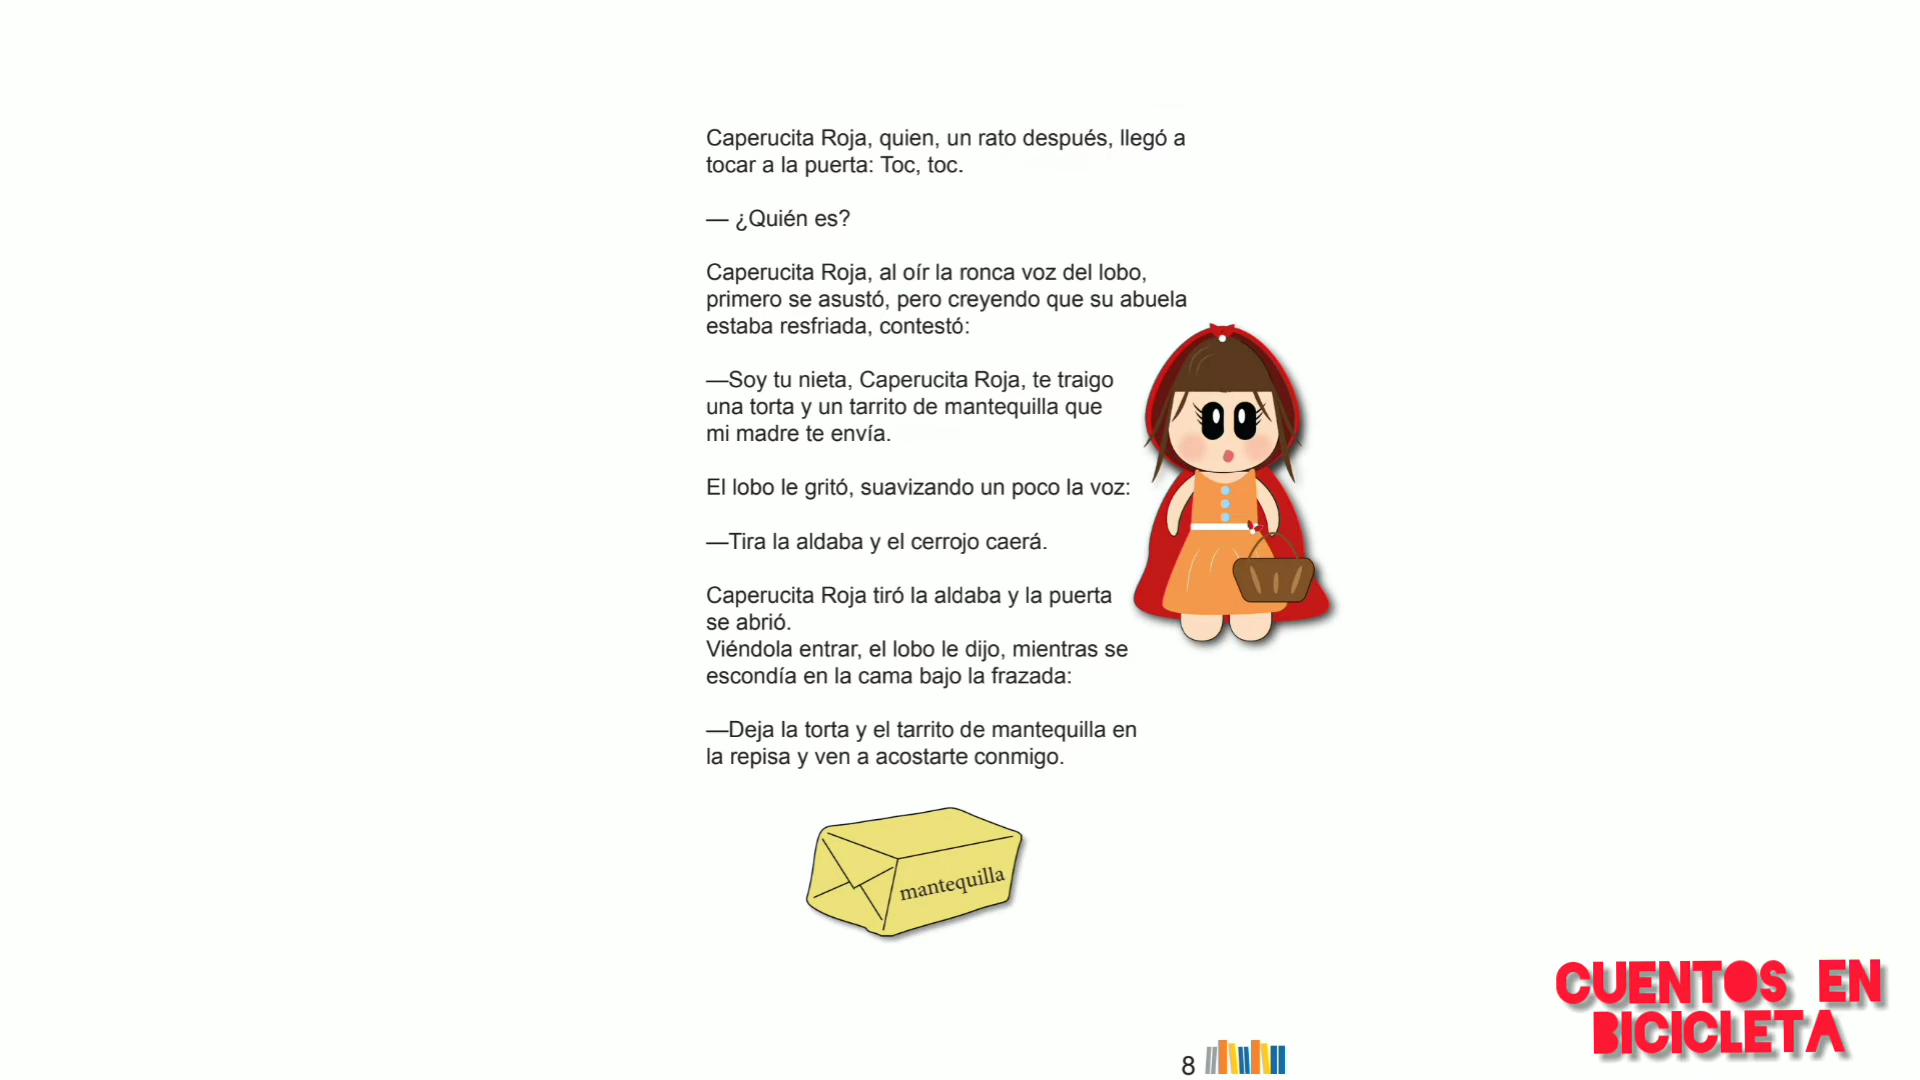 Caperucita Roja, quien, un rato después, llegó a
tocar a la puerta: Toc, toc.
— ¿Quién es?
Caperucita Roja, al oír la ronca voz del lobo,
primero se asustó, pero creyendo que su abuela
estaba resfriada, contestó:
—Soy tu nieta, Caperucita Roja, te traigo
una torta y un tarrito de mantequilla que
mi madre te envía.
El lobo le gritó, suavizando un poco la voz:
—Tira la aldaba y el cerrojo caerá.
Caperucita Roja tiró la aldaba y la puerta
se abrió.
Viéndola entrar, el lobo le dijo, mientras se
escondía en la cama bajo la frazada:
—Deja la torta y el tarrito de mantequilla en
la repisa y ven a acostarte conmigo.
mantequilla
8
CUENTOS EN
BICICLETA